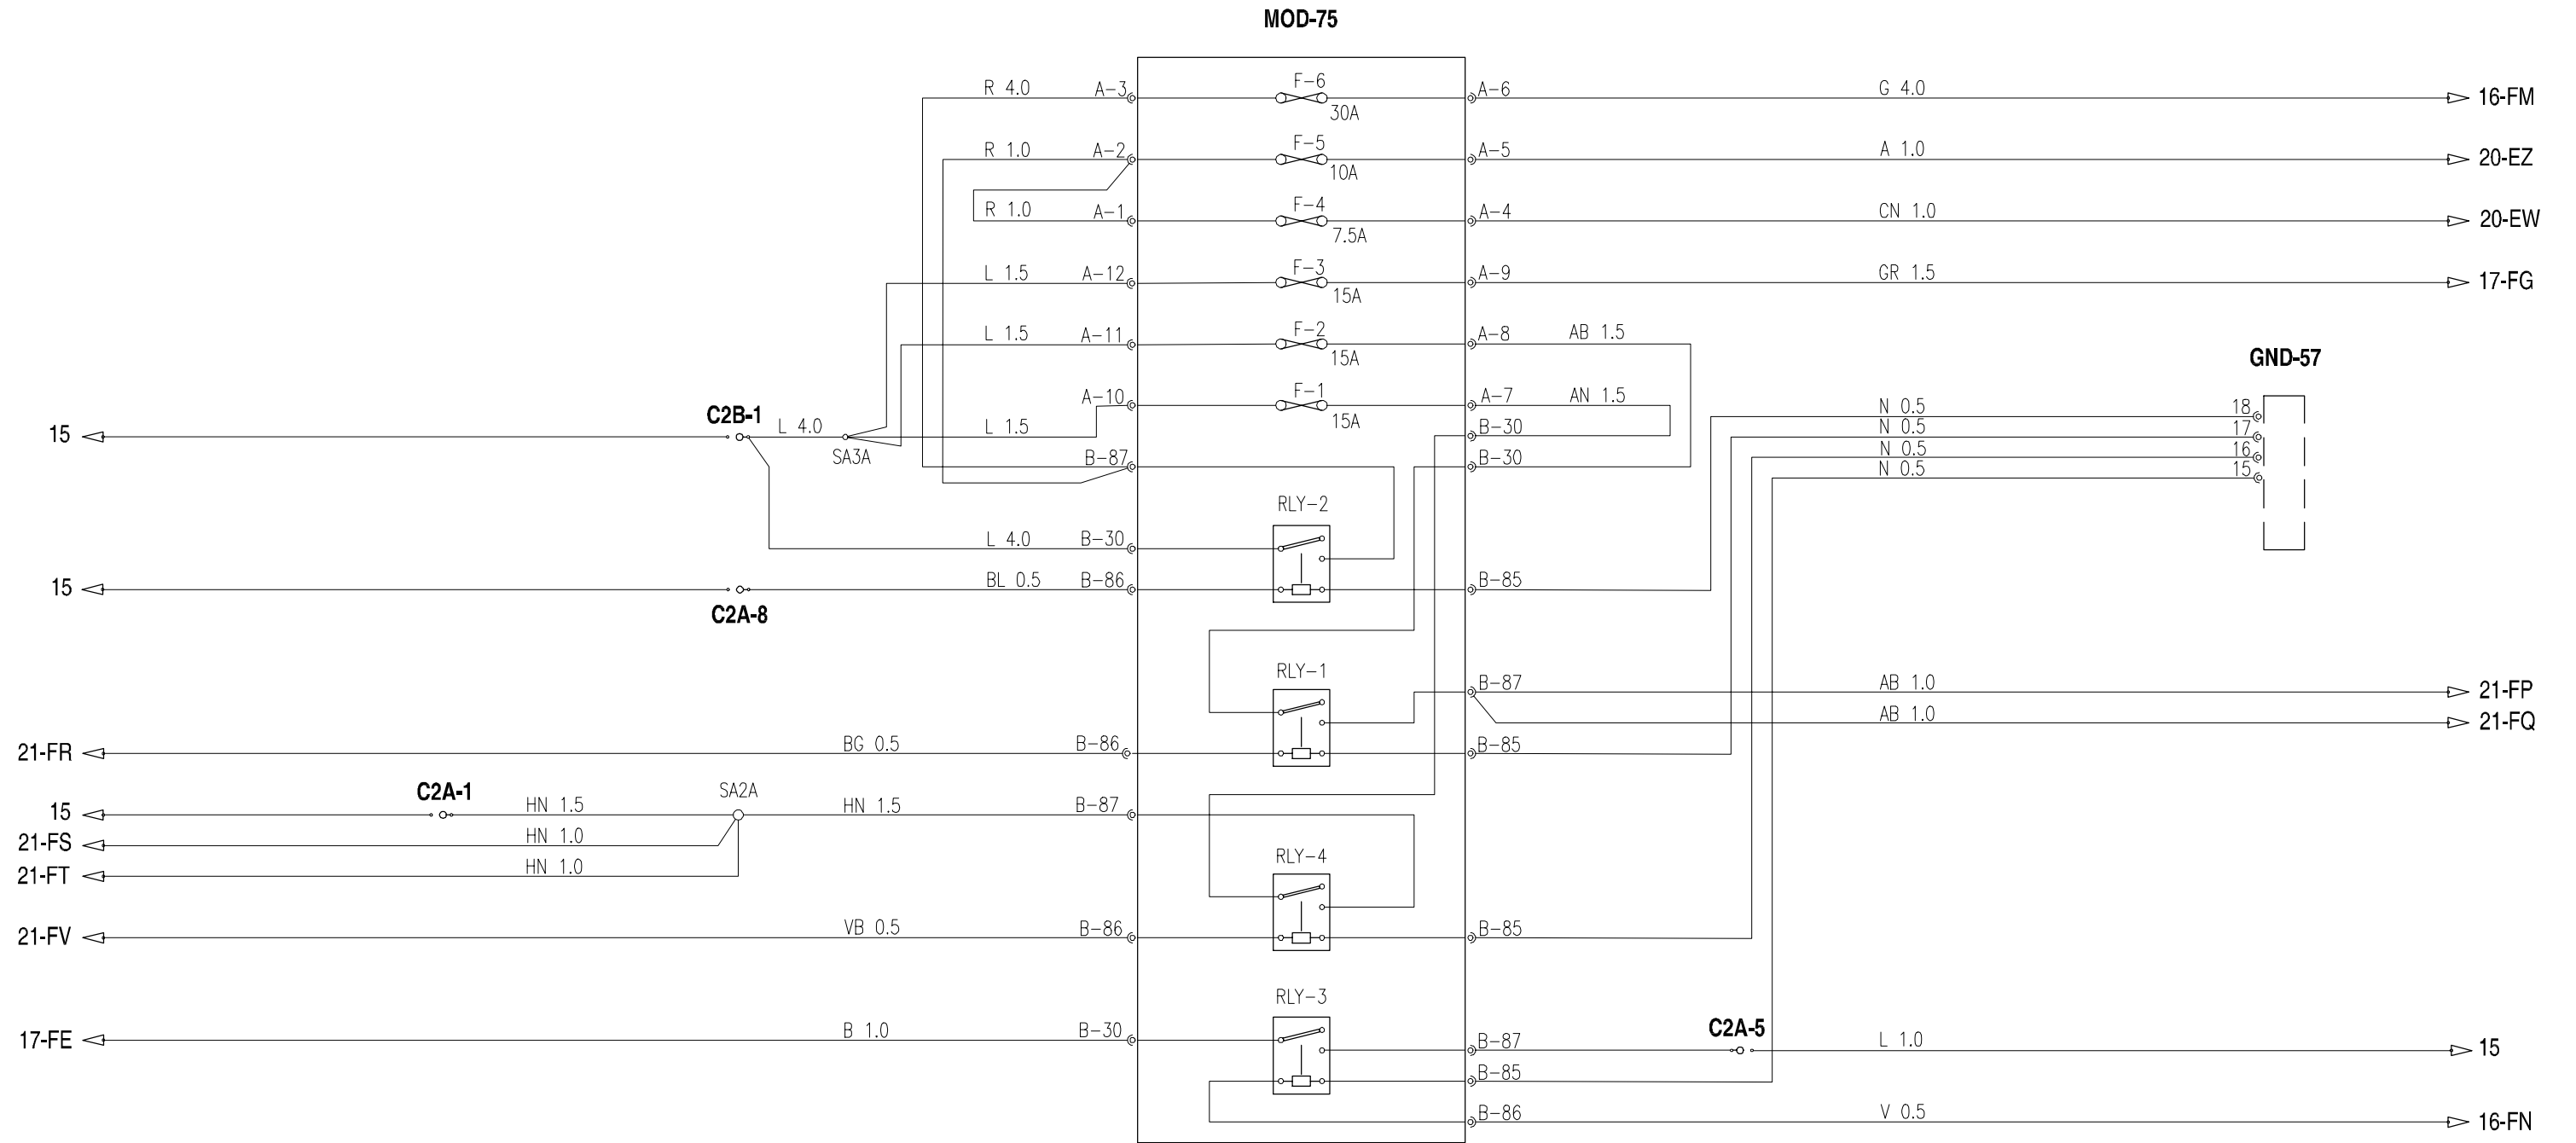 MOD-75
R 4.0 A-3 F-6 30A A-6 G 4.0 16-FM
R 1.0 A-2 F-5 10A A-5 A 1.0 20-EZ
R 1.0 A-1 F-4 7.5A A-4 CN 1.0 20-EW
L 1.5 A-12 F-3 15A A-9 GR 1.5 17-FG
L 1.5 A-11 F-2 15A A-8 AB 1.5
GND-57
A-10 F-1 15A A-7 AN 1.5
N 0.5 18
15 C2B-1 L 4.0 SA3A L 1.5 B-30
N 0.5 17
N 0.5 16
B-87 B-30
N 0.5 15
RLY-2
L 4.0 B-30
15 C2A-8 BL 0.5 B-86 B-85
RLY-1
B-87 AB 1.0 21-FP
AB 1.0 21-FQ
21-FR BG 0.5 B-86 B-85
15 C2A-1 HN 1.5 SA2A HN 1.5 B-87
21-FS HN 1.0
21-FT HN 1.0
RLY-4
21-FV VB 0.5 B-86 B-85
RLY-3
17-FE B 1.0 B-30
B-87 C2A-5 L 1.0 15
B-85
B-86 V 0.5 16-FN